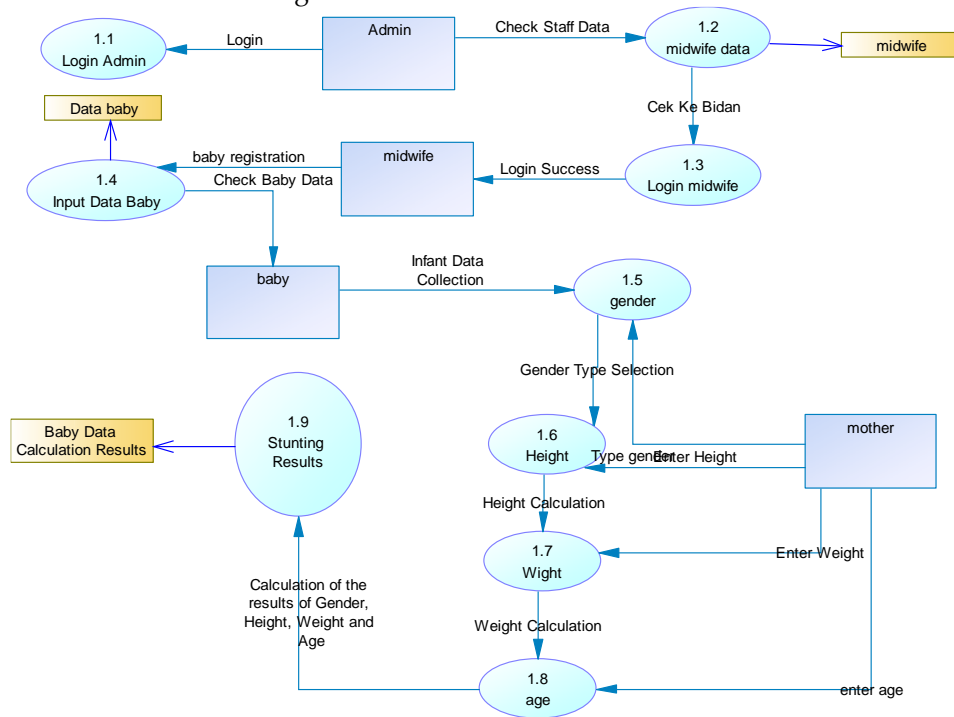 1.1
Login Admin
Login
Admin
Check Staff Data
1.2
midwife data
midwife
Data baby
Cek Ke Bidan
1.4
Input Data Baby
baby registration
Check Baby Data
midwife
Login Success
1.3
Login midwife
baby
Infant Data
Collection
1.5
gender
Gender Type Selection
1.6
Height
Type gender
Enter Height
mother
Height Calculation
1.7
Wight
Enter Weight
Weight Calculation
1.8
age
enter age
1.9
Stunting
Results
Baby Data
Calculation Results
Calculation of the
results of Gender,
Height, Weight and
Age